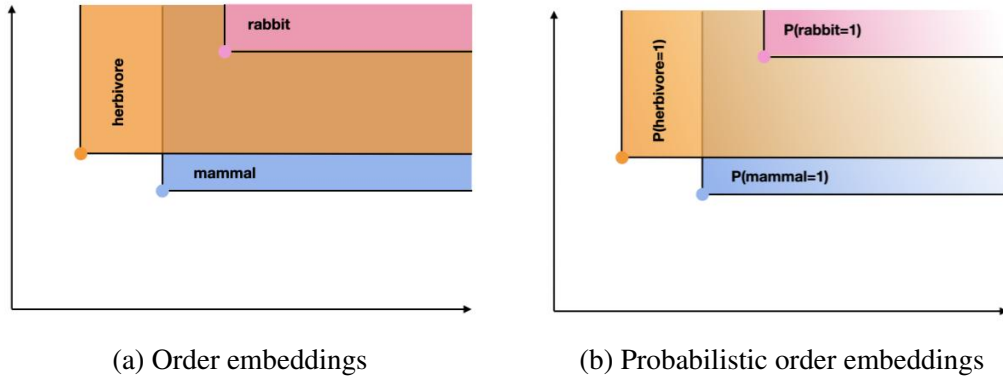 rabbit
herbivore
mammal
P(rabbit=1)
P(herbivore=1)
P(mammal=1)
(a) Order embeddings
(b) Probabilistic order embeddings